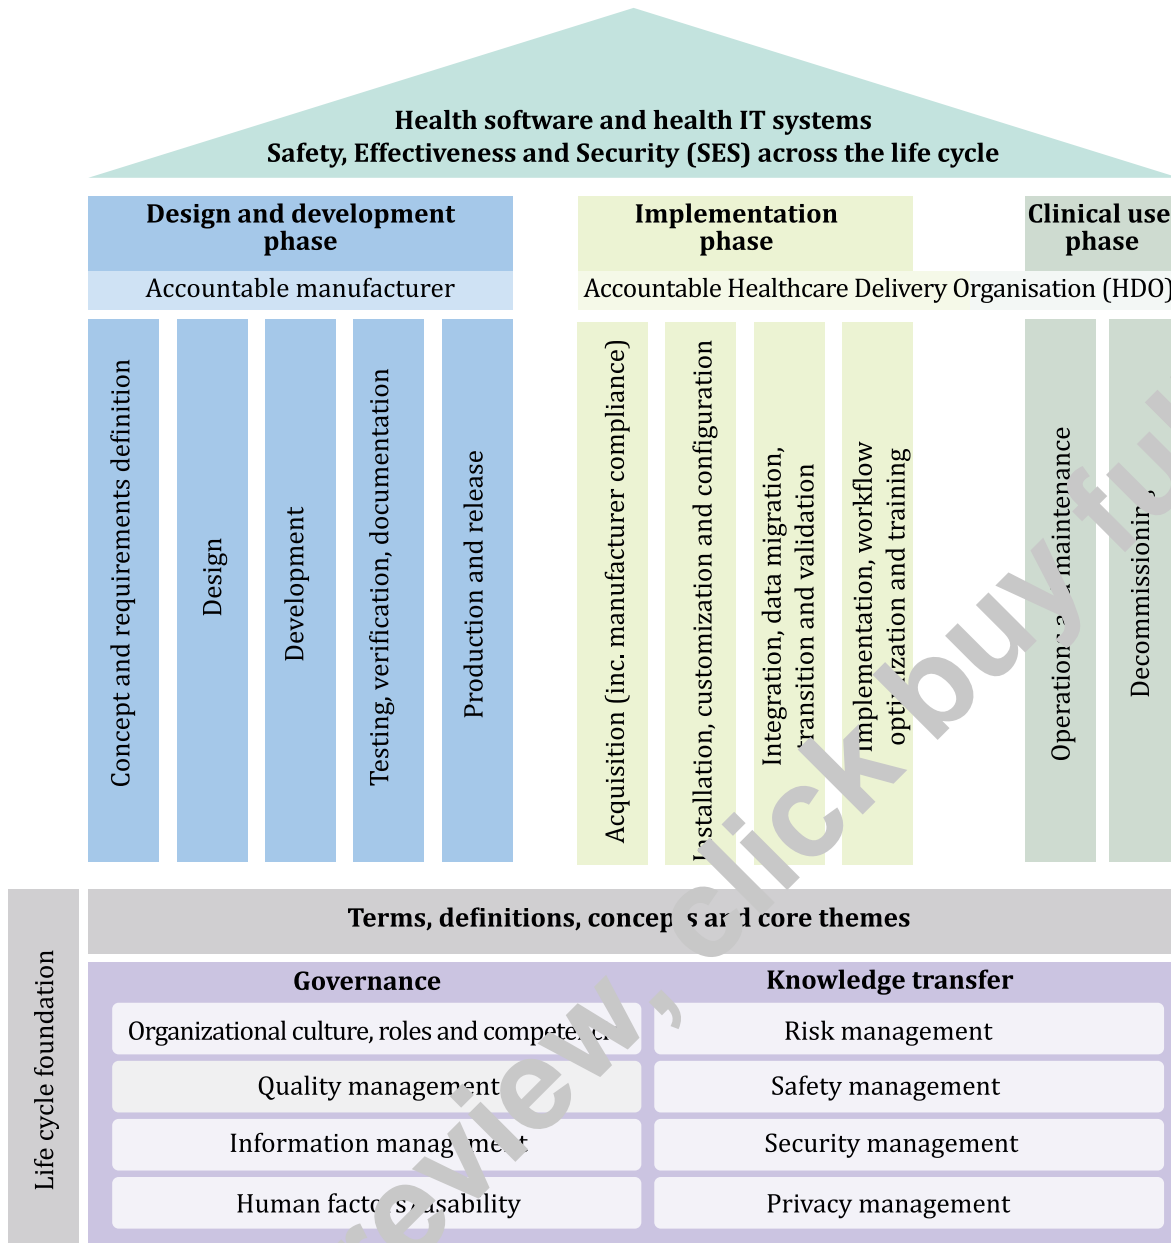 Health software and health IT systems
Safety, Effectiveness and Security (SES) across the life cycle
Design and development
phase
Accountable manufacturer
Implementation
phase
Clinical use
phase
Accountable Healthcare Delivery Organisation (HDO)
Concept and requirements definition
Design
Development
Testing, verification, documentation
Production and release
Acquisition (inc. manufacturer compliance)
Installation, customization and configuration
Integration, data migration,
transition and validation
Implementation, workflow
optimization and training
Operations and maintenance
Decommissioning
Life cycle foundation
Terms, definitions, concepts and core themes
Governance
Knowledge transfer
Organizational culture, roles and
Risk management
Quality management
Safety management
Information management
Security management
Human factors/usability
Privacy management
review, click buy